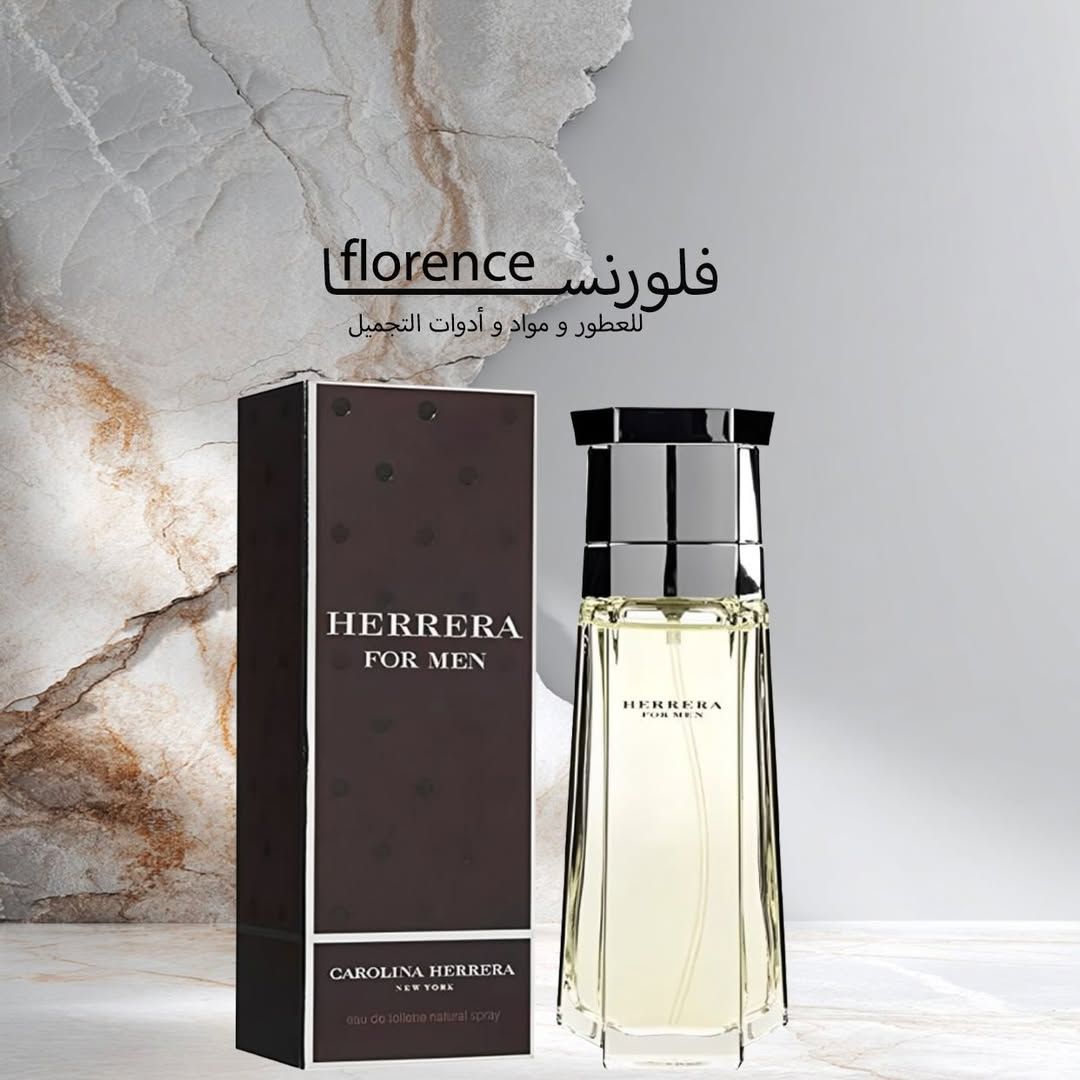 فلورنسا florence
للعطور و مواد و أدوات التجميل
HERRERA
FOR MEN
CAROLINA HERRERA
NEW YORK
eau de toilette natural spray
HERRERA
FOR MEN